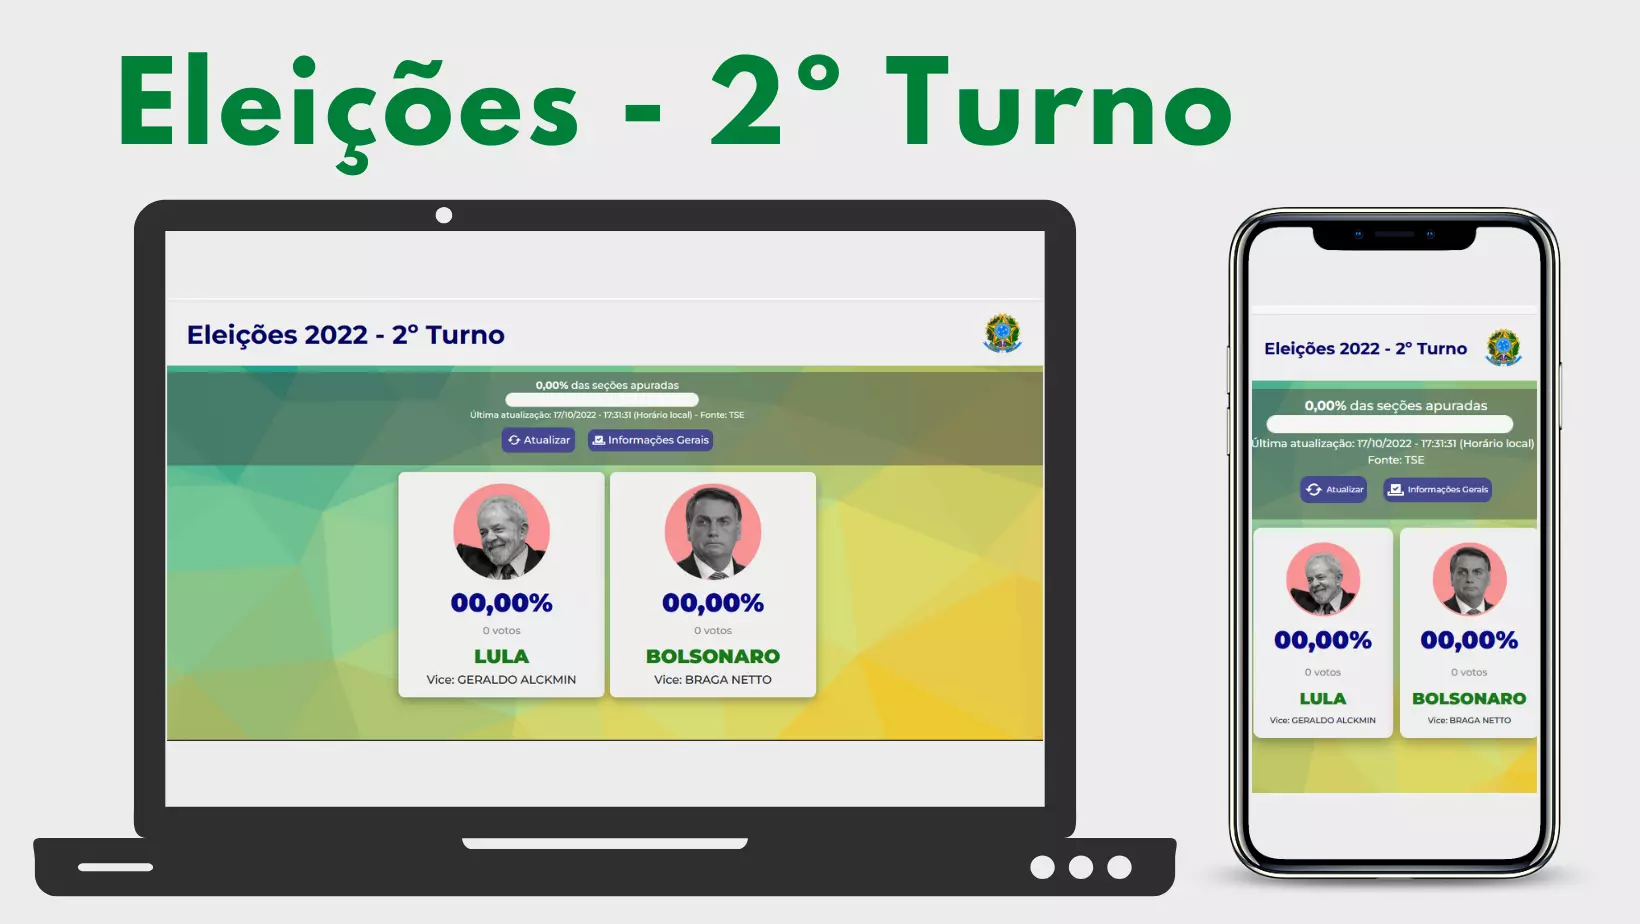 Eleições - 2º Turno
Eleições 2022 - 2º Turno
0,00% das seções apuradas
Última atualização: 17/10/2022 - 17:31:31 (Horário local) - Fonte: TSE
Atualizar
Informações Gerais
00,00%
0 votos
LULA
Vice: GERALDO ALCKMIN
00,00%
0 votos
BOLSONARO
Vice: BRAGA NETTO
Eleições 2022 - 2º Turno
0,00% das seções apuradas
Última atualização: 17/10/2022 - 17:31:31 (Horário local)
Fonte: TSE
Atualizar
Informações Gerais
00,00%
0 votos
LULA
Vice: GERALDO ALCKMIN
00,00%
0 votos
BOLSONARO
Vice: BRAGA NETTO